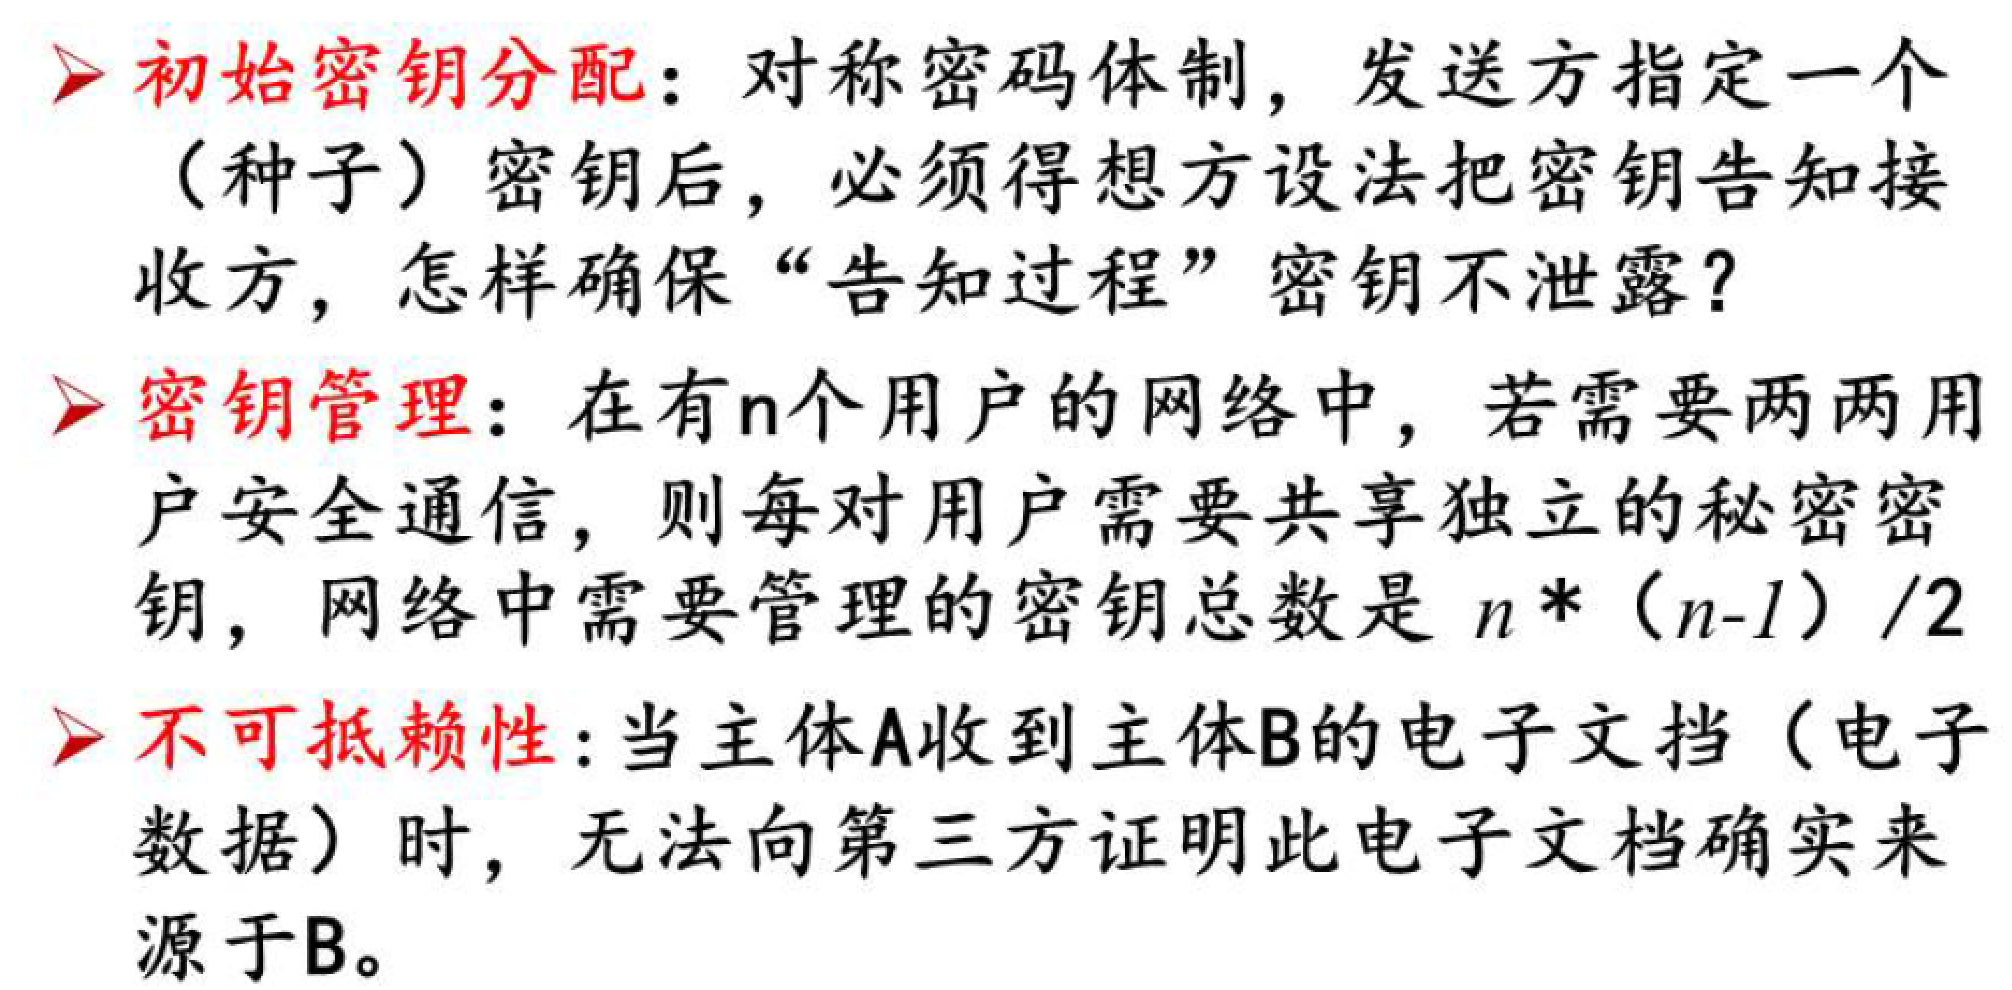 初始密钥分配：对称密码体制，发送方指定一个
（种子）密钥后，必须得想方设法把密钥告知接
收方，怎样确保“告知过程”密钥不泄露？
密钥管理：在有n个用户的网络中，若需要两两用
户安全通信，则每对用户需要共享独立的秘密密
钥，网络中需要管理的密钥总数是 n*（n-1）/2
不可抵赖性:当主体A收到主体B的电子文挡（电子
数据）时，无法向第三方证明此电子文档确实来
源于B。